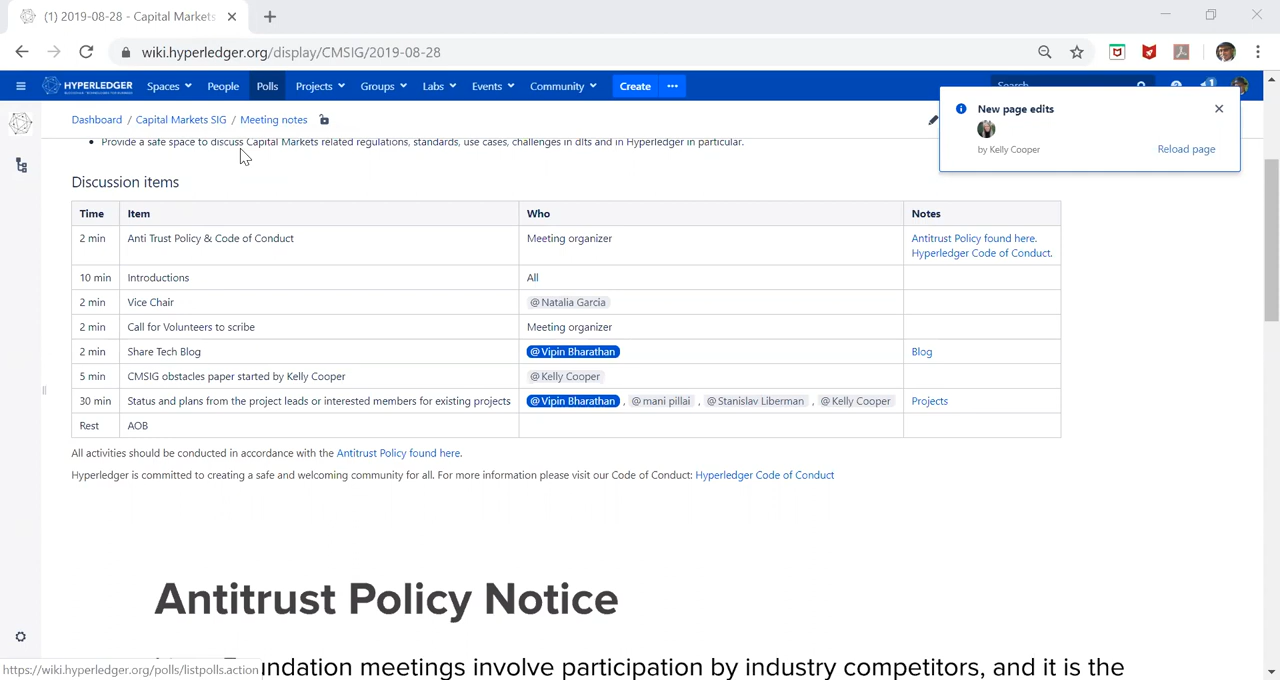 (1) 2019-08-28 - Capital Markets
wiki.hyperledger.org/display/CMSIG/2019-08-28
HYPERLEDGER Spaces People Polls Projects Groups Labs Events Community Create Search 1
Dashboard / Capital Markets SIG / Meeting notes
New page edits
by Kelly Cooper Reload page
Provide a safe space to discuss Capital Markets related regulations, standards, use cases, challenges in dlts and in Hyperledger in particular.
Discussion items
Time Item Who Notes
2 min Anti Trust Policy & Code of Conduct Meeting organizer Antitrust Policy found here.
Hyperledger Code of Conduct.
10 min Introductions All
2 min Vice Chair @Natalia Garcia
2 min Call for Volunteers to scribe Meeting organizer
2 min Share Tech Blog @Vipin Bharathan Blog
5 min CMSIG obstacles paper started by Kelly Cooper @Kelly Cooper
30 min Status and plans from the project leads or interested members for existing projects @Vipin Bharathan , @mani pillai , @Stanislav Liberman , @Kelly Cooper Projects
Rest AOB
All activities should be conducted in accordance with the Antitrust Policy found here.
Hyperledger is committed to creating a safe and welcoming community for all. For more information please visit our Code of Conduct: Hyperledger Code of Conduct
Antitrust Policy Notice
undation meetings involve participation by industry competitors, and it is the
https://wiki.hyperledger.org/polls/listpolls.action